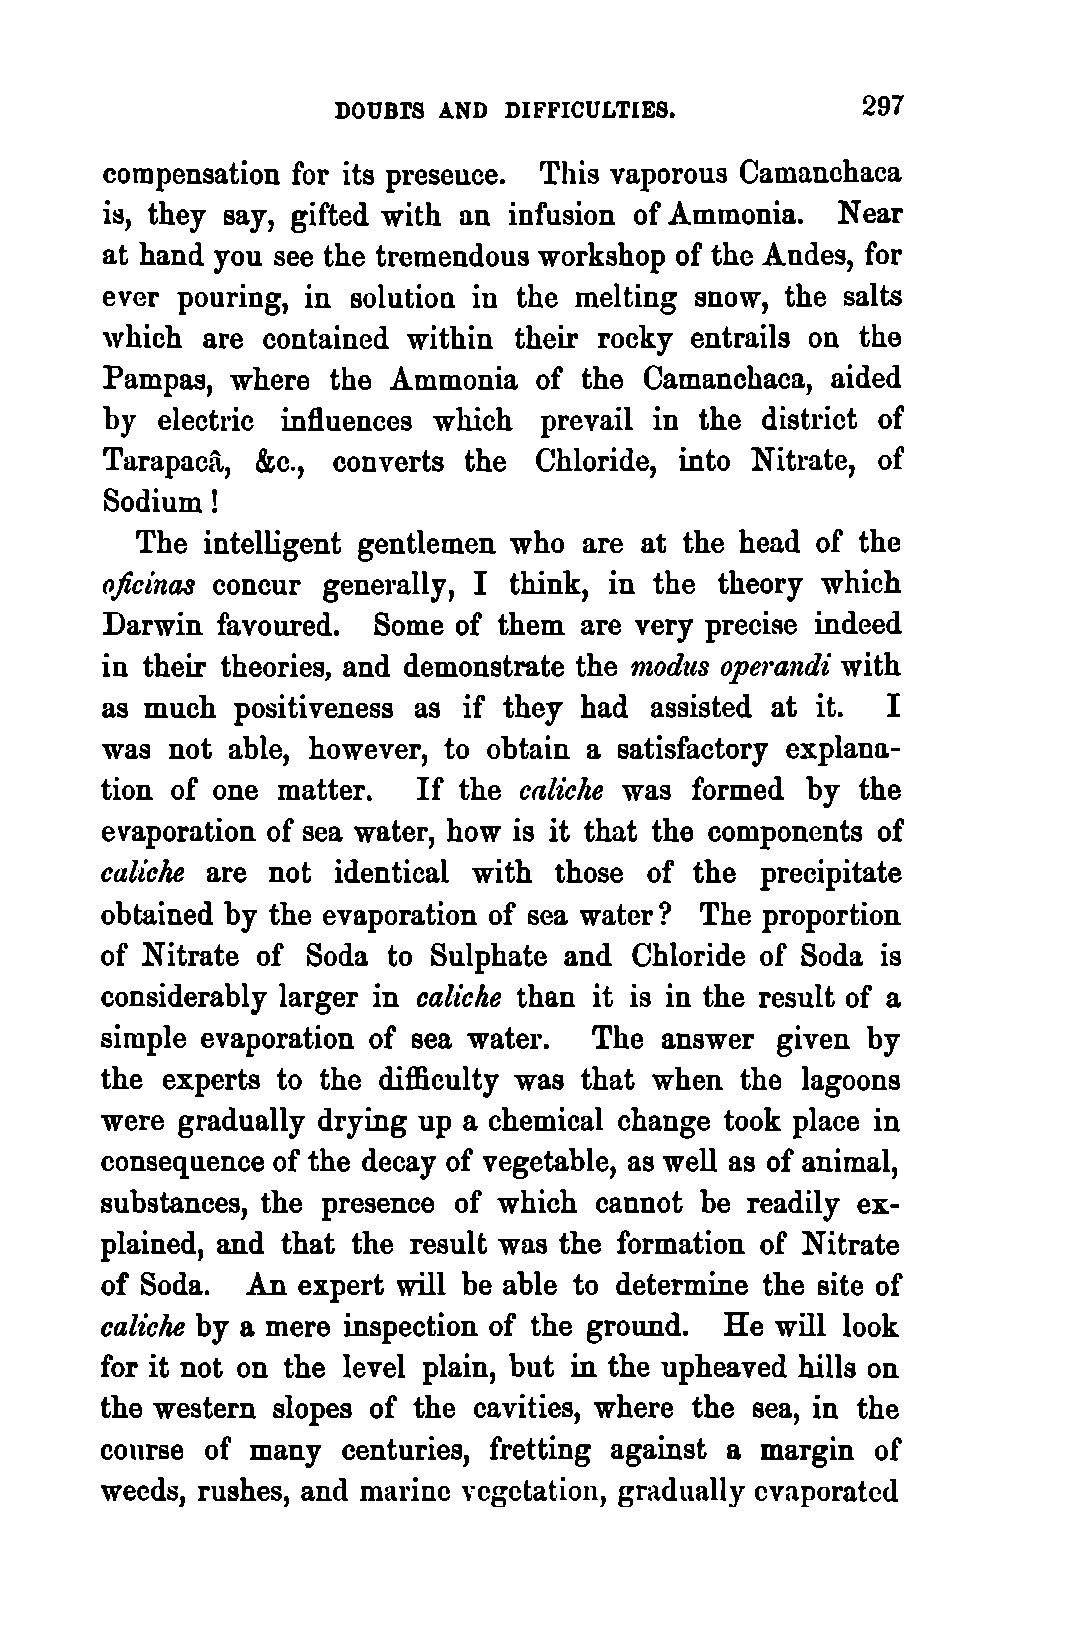 DOUBTS AND DIFFICULTIES. 297
compensation for its presence. This vaporous Camanchaca
is, they say, gifted with an infusion of Ammonia. Near
at hand you see the tremendous workshop of the Andes, for
ever pouring, in solution in the melting snow, the salts
which are contained within their rocky entrails on the
Pampas, where the Ammonia of the Camanchaca, aided
by electric influences which prevail in the district of
Tarapacâ, &c., converts the Chloride, into Nitrate, of
Sodium !
The intelligent gentlemen who are at the head of the
oficinas concur generally, I think, in the theory which
Darwin favoured. Some of them are very precise indeed
in their theories, and demonstrate the modus operandi with
as much positiveness as if they had assisted at it. I
was not able, however, to obtain a satisfactory explana-
tion of one matter. If the caliche was formed by the
evaporation of sea water, how is it that the components of
caliche are not identical with those of the precipitate
obtained by the evaporation of sea water? The proportion
of Nitrate of Soda to Sulphate and Chloride of Soda is
considerably larger in caliche than it is in the result of a
simple evaporation of sea water. The answer given by
the experts to the difficulty was that when the lagoons
were gradually drying up a chemical change took place in
consequence of the decay of vegetable, as well as of animal,
substances, the presence of which cannot be readily ex-
plained, and that the result was the formation of Nitrate
of Soda. An expert will be able to determine the site of
caliche by a mere inspection of the ground. He will look
for it not on the level plain, but in the upheaved hills on
the western slopes of the cavities, where the sea, in the
course of many centuries, fretting against a margin of
weeds, rushes, and marine vegetation, gradually evaporated